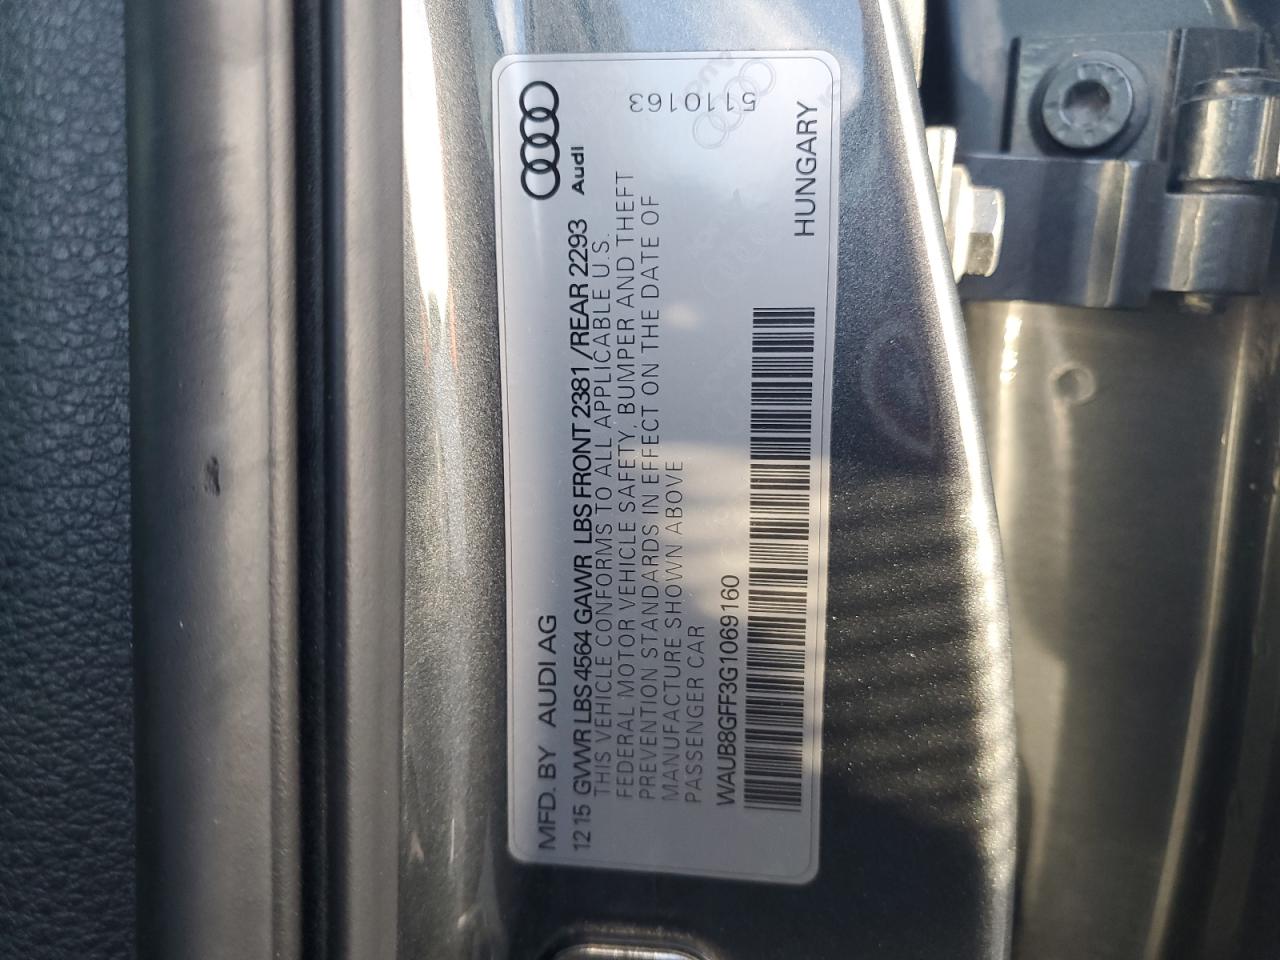 MFD. BY AUDI AG
1215 GVWR LBS 4564 GAWR LBS FRONT 2381 /REAR 2293
Audi
THIS VEHICLE CONFORMS TO ALL APPLICABLE U.S.
FEDERAL MOTOR VEHICLE SAFETY, BUMPER AND THEFT
PREVENTION STANDARDS IN EFFECT ON THE DATE OF
MANUFACTURE SHOWN ABOVE
PASSENGER CAR
WAUB8GFF3G1069160
HUNGARY
5110163